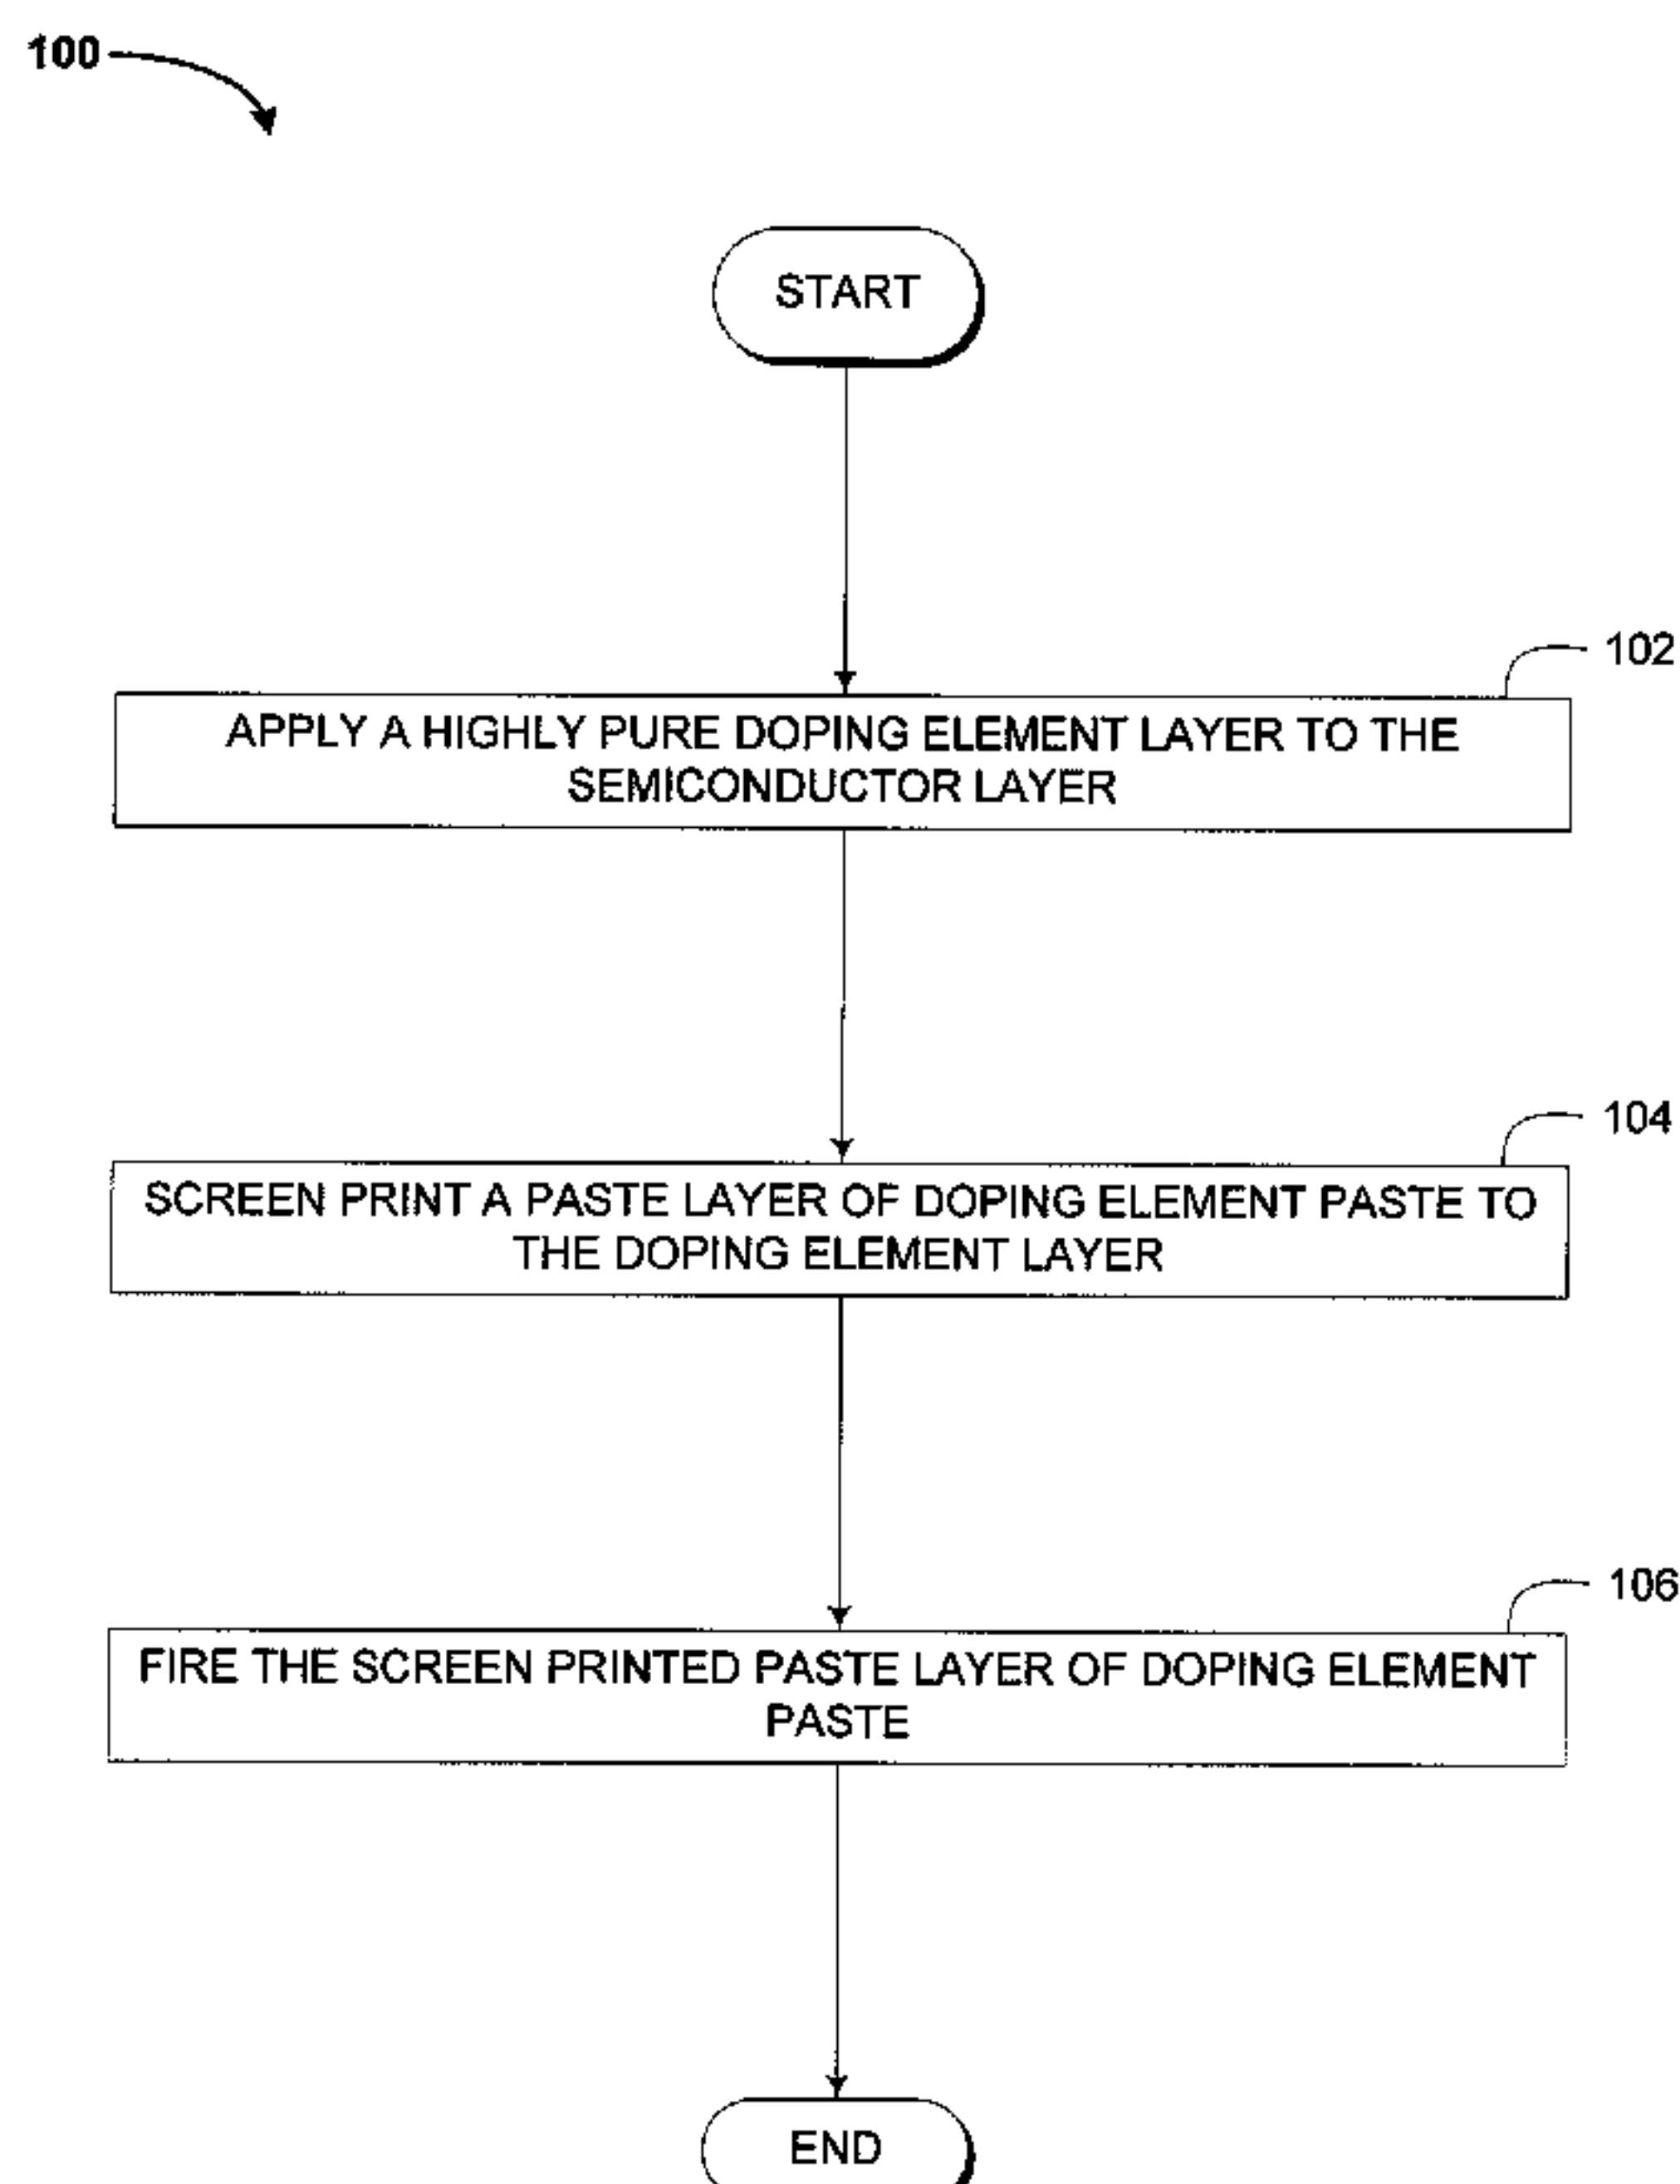 100
START
102
APPLY A HIGHLY PURE DOPING ELEMENT LAYER TO THE
SEMICONDUCTOR LAYER
104
SCREEN PRINT A PASTE LAYER OF DOPING ELEMENT PASTE TO
THE DOPING ELEMENT LAYER
106
FIRE THE SCREEN PRINTED PASTE LAYER OF DOPING ELEMENT
PASTE
END